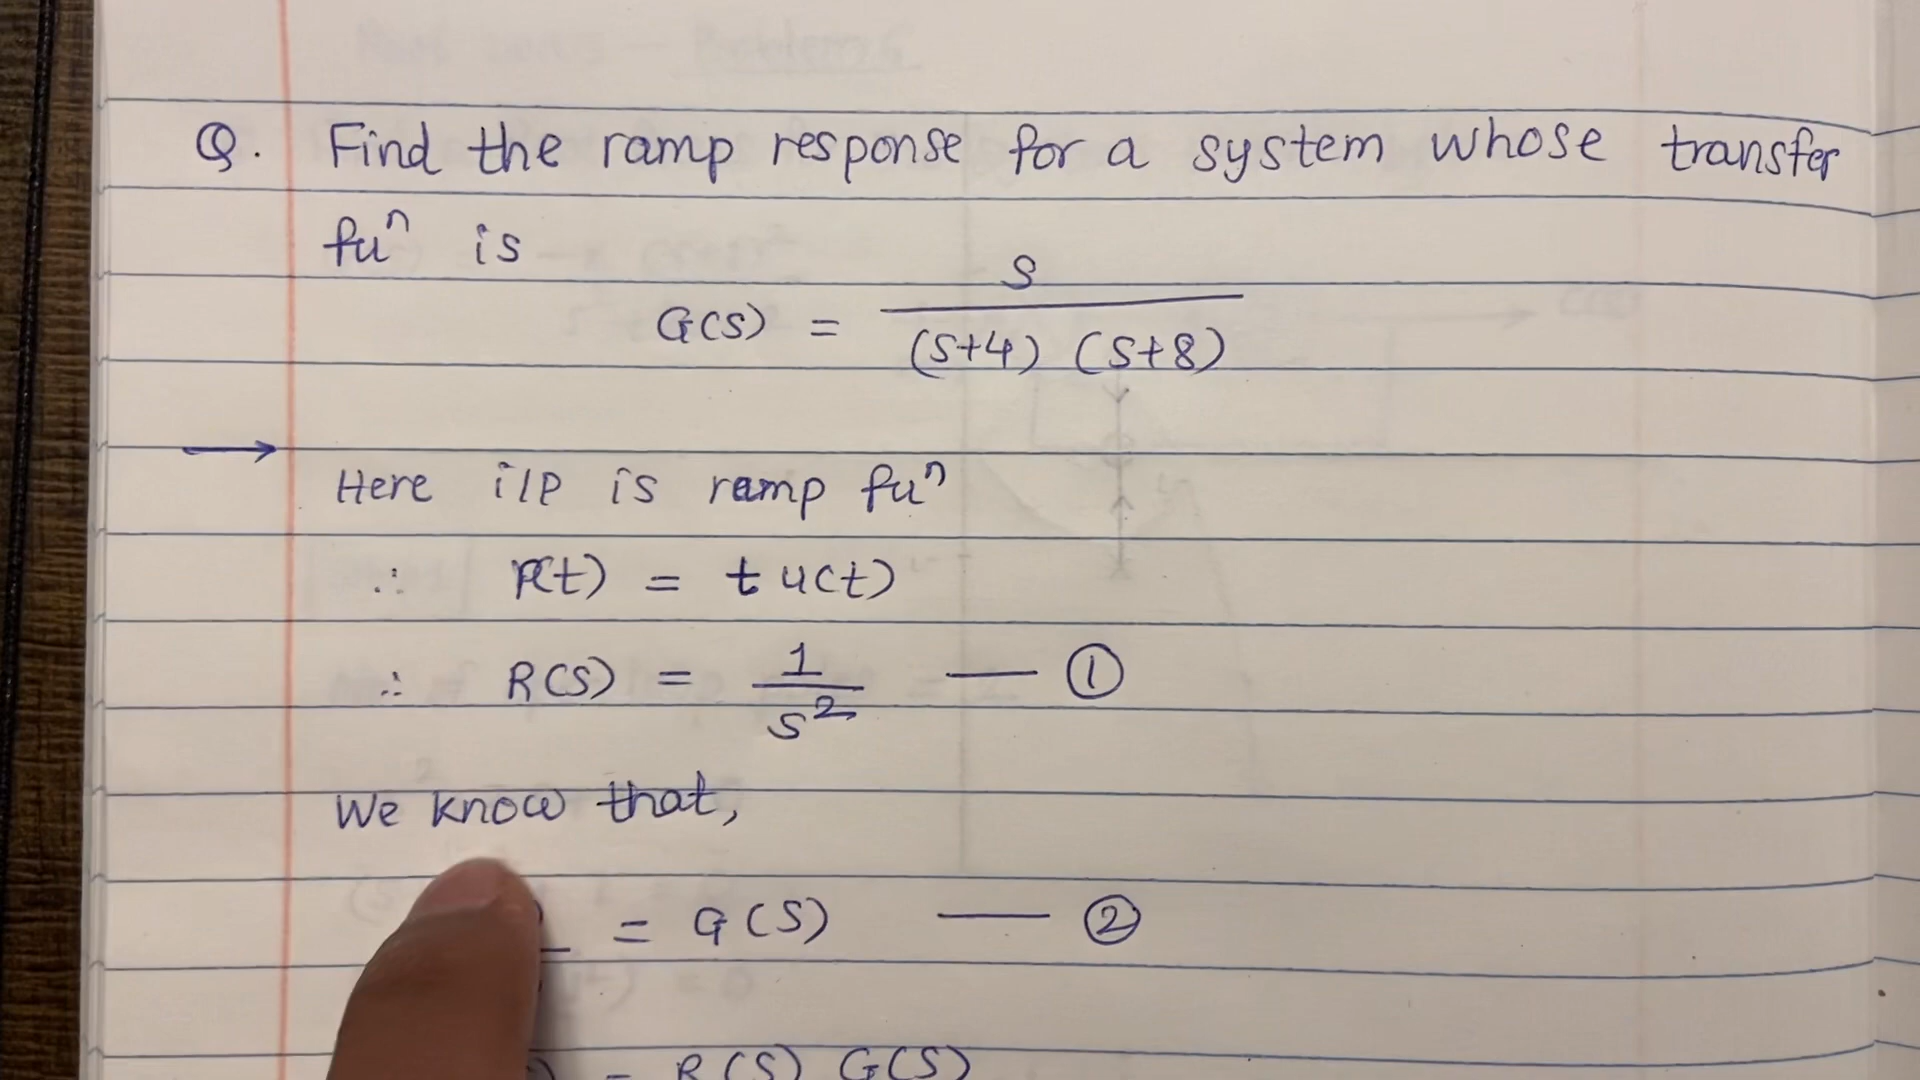 Q. Find the ramp response for a system whose transfer
fuⁿ is
G(S) = S / (S+4) (S+8)
→
Here i/p is ramp fuⁿ
∴ r(t) = t u(t)
∴ R(S) = 1 / s² — ①
We know that,
= G(S) — ②
= R(S) G(S)